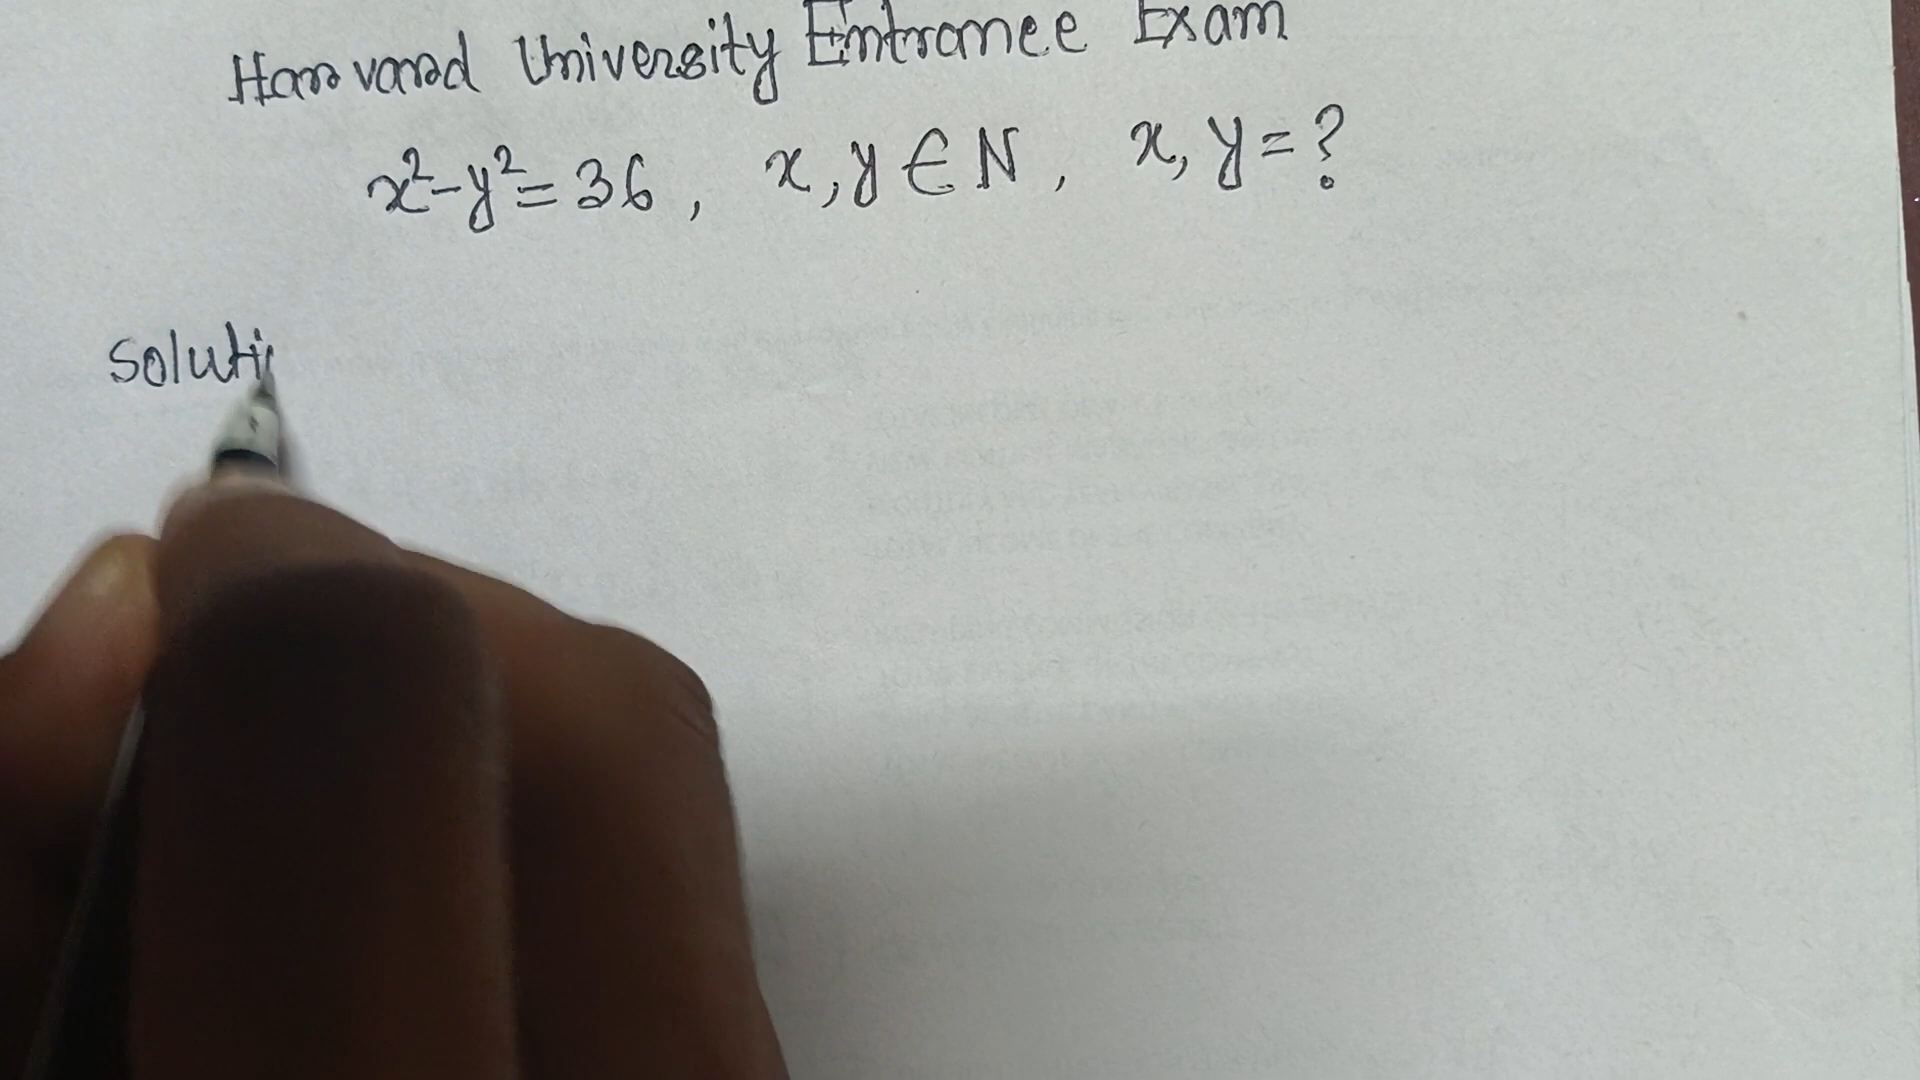 Harvard University Entrance Exam
x²-y²=36, x,y∈N, x,y=?
Soluti